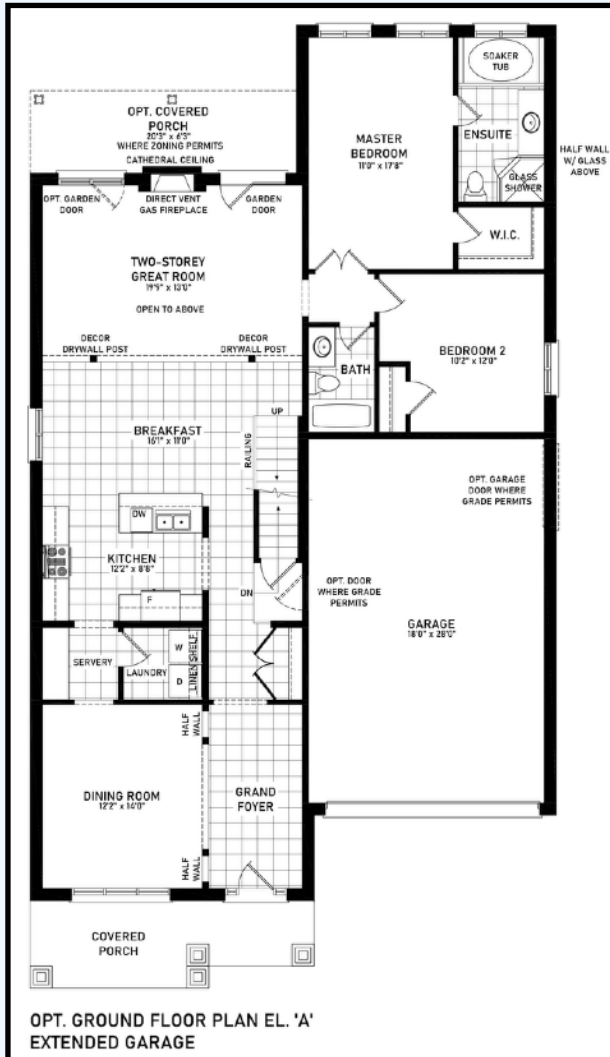 SOAKER
TUB
OPT. COVERED
PORCH
20'3" x 6'3"
WHERE ZONING PERMITS
CATHEDRAL CEILING
MASTER
BEDROOM
11'0" x 17'8"
ENSUITE
HALF WALL
W/ GLASS
ABOVE
GLASS
SHOWER
OPT. GARDEN
DOOR
DIRECT VENT
GAS FIREPLACE
GARDEN
DOOR
W.I.C.
TWO-STOREY
GREAT ROOM
19'9" x 13'0"
OPEN TO ABOVE
DECOR
DRYWALL POST
DECOR
DRYWALL POST
BATH
BEDROOM 2
10'2" x 12'0"
UP
BREAKFAST
16'1" x 11'0"
RAILING
OPT. GARAGE
DOOR WHERE
GRADE PERMITS
DW
KITCHEN
12'2" x 8'8"
F
DN
OPT. DOOR
WHERE GRADE
PERMITS
GARAGE
18'0" x 28'0"
SERVERY
LAUNDRY
W
D
LINEN SHELF
HALF
WALL
DINING ROOM
12'2" x 14'0"
GRAND
FOYER
HALF
WALL
COVERED
PORCH
OPT. GROUND FLOOR PLAN EL. 'A'
EXTENDED GARAGE